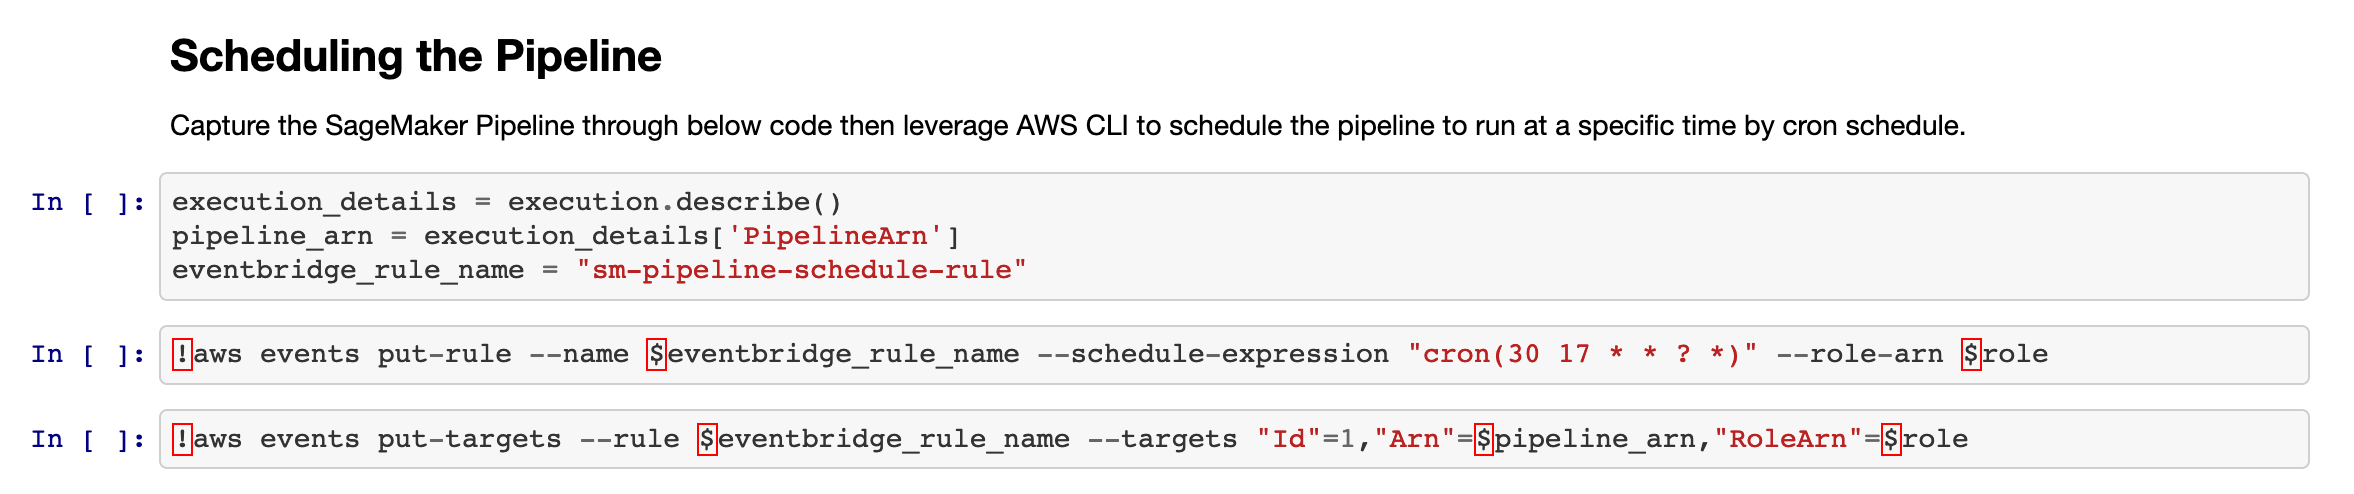 Scheduling the Pipeline
Capture the SageMaker Pipeline through below code then leverage AWS CLI to schedule the pipeline to run at a specific time by cron schedule.
In [ ]: execution_details = execution.describe()
pipeline_arn = execution_details['PipelineArn']
eventbridge_rule_name = "sm-pipeline-schedule-rule"
In [ ]: !aws events put-rule --name $eventbridge_rule_name --schedule-expression "cron(30 17 * * ? *)" --role-arn $role
In [ ]: !aws events put-targets --rule $eventbridge_rule_name --targets "Id"=1,"Arn"=$pipeline_arn,"RoleArn"=$role